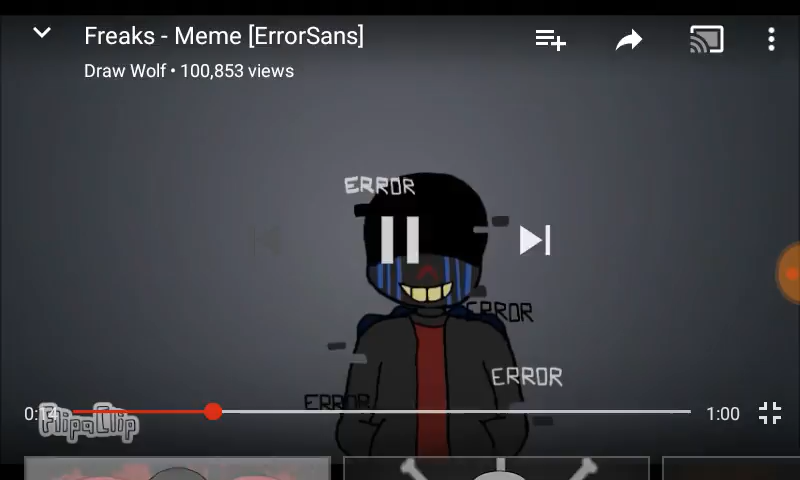 Freaks - Meme [ErrorSans]
Draw Wolf • 100,853 views
ERROR
ERROR
ERROR
ERROR
0:14
1:00
FlipaClip